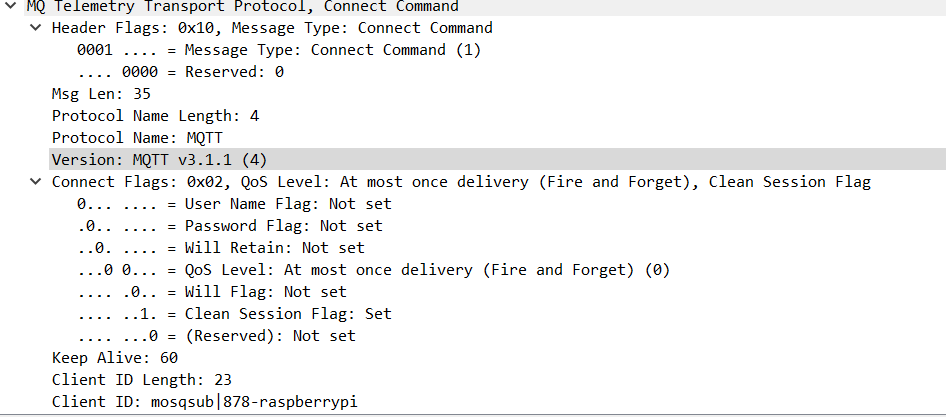 MQ Telemetry Transport Protocol, Connect Command
Header Flags: 0x10, Message Type: Connect Command
0001 .... = Message Type: Connect Command (1)
.... 0000 = Reserved: 0
Msg Len: 35
Protocol Name Length: 4
Protocol Name: MQTT
Version: MQTT v3.1.1 (4)
Connect Flags: 0x02, QoS Level: At most once delivery (Fire and Forget), Clean Session Flag
0... .... = User Name Flag: Not set
.0.. .... = Password Flag: Not set
..0. .... = Will Retain: Not set
...0 0... = QoS Level: At most once delivery (Fire and Forget) (0)
.... .0.. = Will Flag: Not set
.... ..1. = Clean Session Flag: Set
.... ...0 = (Reserved): Not set
Keep Alive: 60
Client ID Length: 23
Client ID: mosqsub|878-raspberrypi